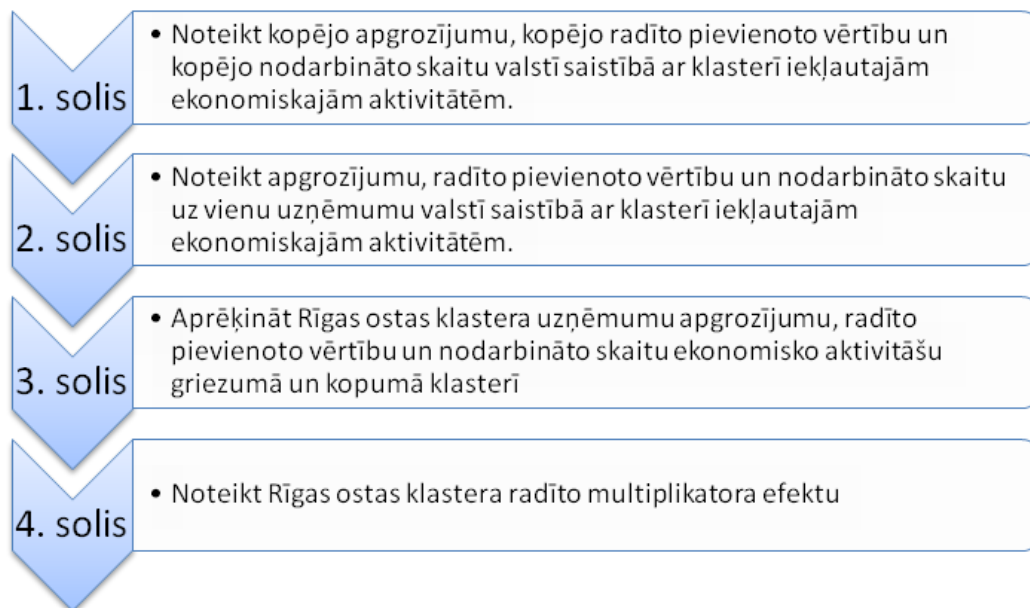 1. solis
• Noteikt kopējo apgrozījumu, kopējo radīto pievienoto vērtību un
kopējo nodarbināto skaitu valstī saistībā ar klasterī iekļautajām
ekonomiskajām aktivitātēm.
2. solis
• Noteikt apgrozījumu, radīto pievienoto vērtību un nodarbināto skaitu
uz vienu uzņēmumu valstī saistībā ar klasterī iekļautajām
ekonomiskajām aktivitātēm.
3. solis
• Aprēķināt Rīgas ostas klastera uzņēmumu apgrozījumu, radīto
pievienoto vērtību un nodarbināto skaitu ekonomisko aktivitāšu
griezumā un kopumā klasterī
4. solis
• Noteikt Rīgas ostas klastera radīto multiplikatora efektu